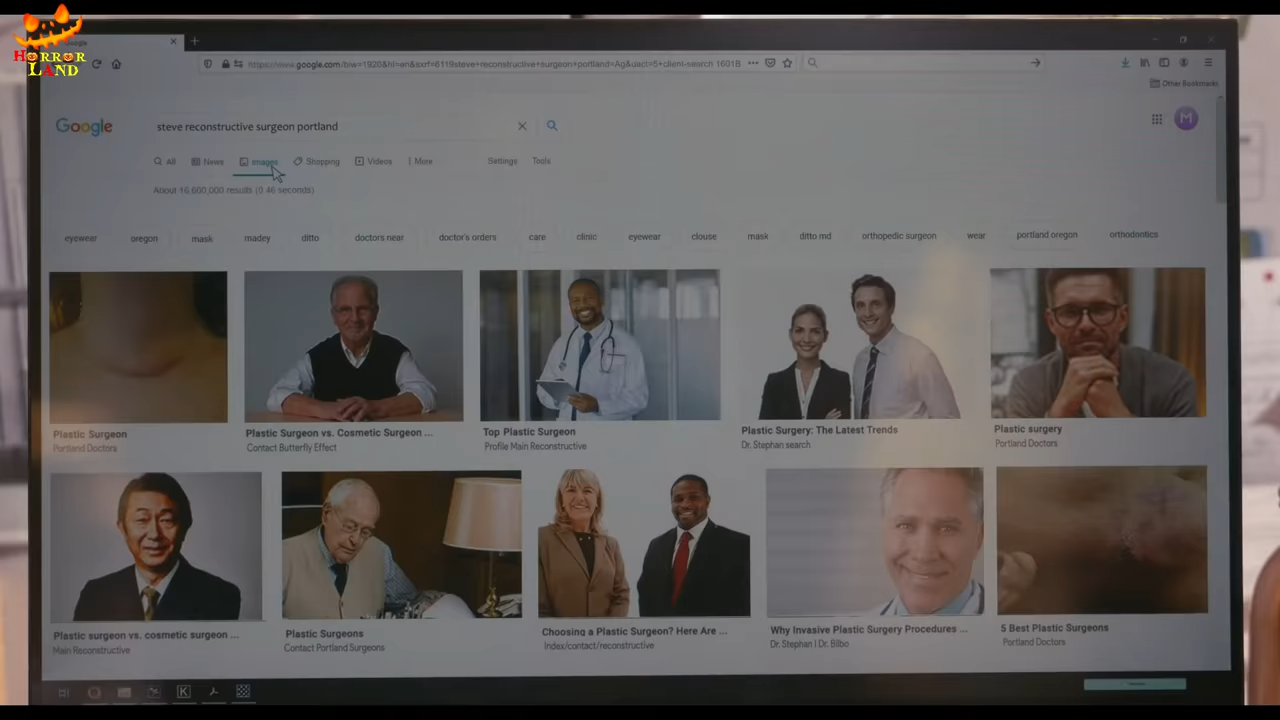 HORROR
LAND
Google
https://www.google.com/biw=1920&hl=en&sxrf=6119steve+reconstructive+surgeon+portland+Ag&uact=5+client-search 1601B
Other Bookmarks
Google
steve reconstructive surgeon portland
M
All
News
Images
Shopping
Videos
More
Settings
Tools
About 16,600,000 results (0.46 seconds)
eyewear oregon mask madey ditto doctors near doctor's orders care clinic eyewear clouse mask ditto md orthopedic surgeon wear portland oregon orthodontics
Plastic Surgeon
Portland Doctors
Plastic Surgeon vs. Cosmetic Surgeon ...
Contact Butterfly Effect
Top Plastic Surgeon
Profile Main Reconstructive
Plastic Surgery: The Latest Trends
Dr. Stephan search
Plastic surgery
Portland Doctors
Plastic surgeon vs. cosmetic surgeon ...
Main Reconstructive
Plastic Surgeons
Contact Portland Surgeons
Choosing a Plastic Surgeon? Here Are ...
Index/contact/reconstructive
Why Invasive Plastic Surgery Procedures ...
Dr. Stephan I Dr. Bilbo
5 Best Plastic Surgeons
Portland Doctors
K